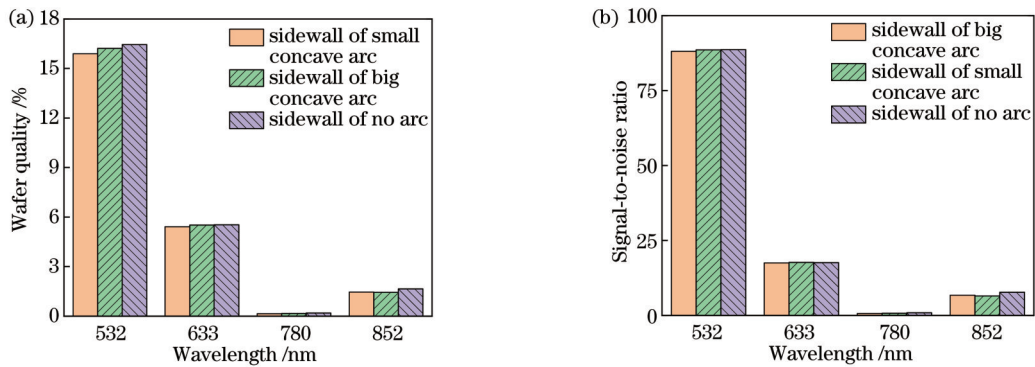 (a)
18
15
12
9
6
3
0
Wafer quality /%
sidewall of small
concave arc
sidewall of big
concave arc
sidewall of no arc
532 633 780 852
Wavelength /nm
(b)
100
75
50
25
0
Signal-to-noise ratio
sidewall of big
concave arc
sidewall of small
concave arc
sidewall of no arc
532 633 780 852
Wavelength /nm